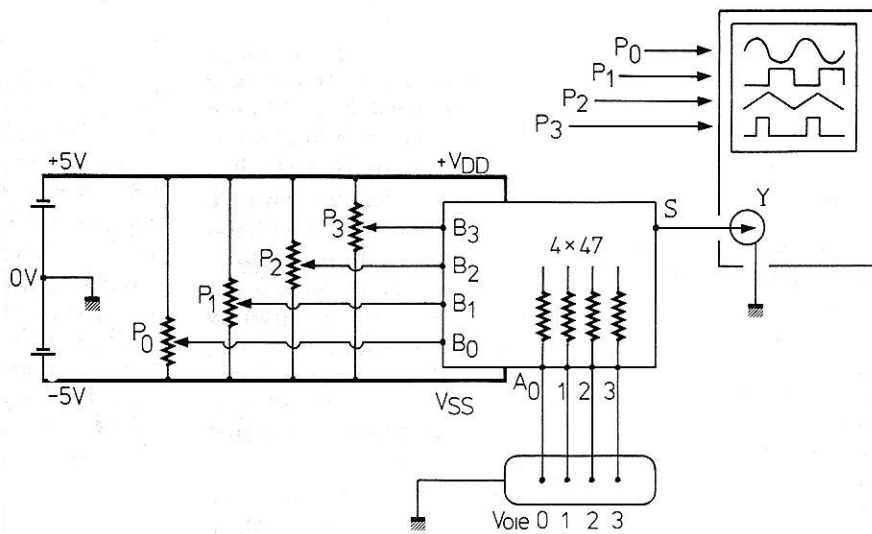 P0
P1
P2
P3
+5V
+VDD
S
Y
P3
B3
4×47
P2
B2
0V
P1
B1
P0
B0
-5V
VSS
A0 1 2 3
Voie 0 1 2 3